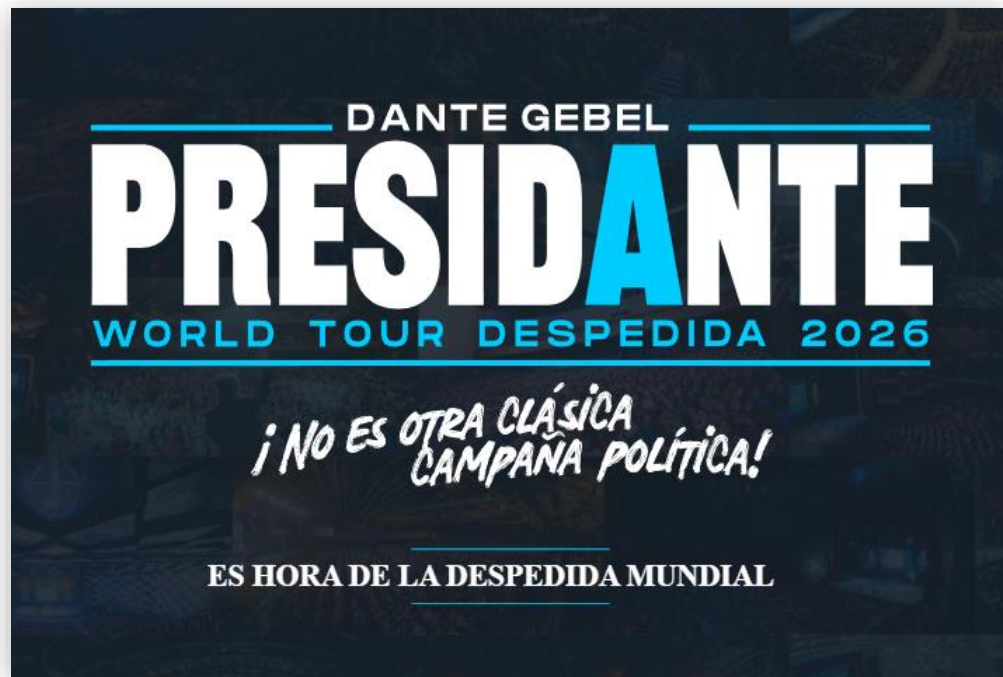 DANTE GEBEL
PRESIDANTE
WORLD TOUR DESPEDIDA 2026
¡NO ES OTRA CLÁSICA
CAMPAÑA POLÍTICA!
ES HORA DE LA DESPEDIDA MUNDIAL